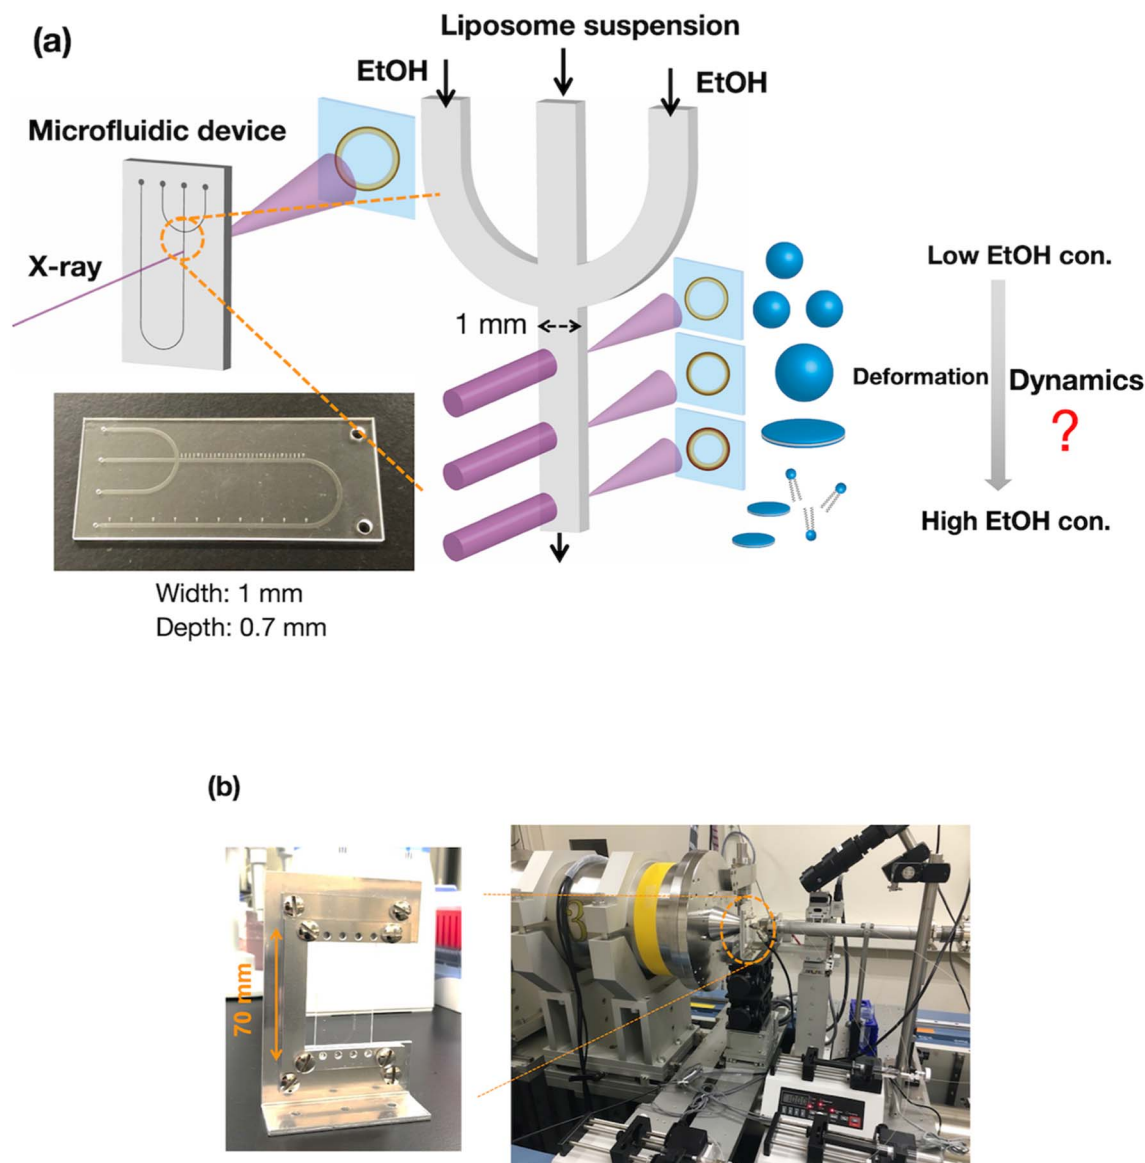 (a)
Liposome suspension
EtOH
EtOH
Microfluidic device
X-ray
1 mm
Low EtOH con.
Deformation
Dynamics
?
High EtOH con.
Width: 1 mm
Depth: 0.7 mm
(b)
70 mm
3